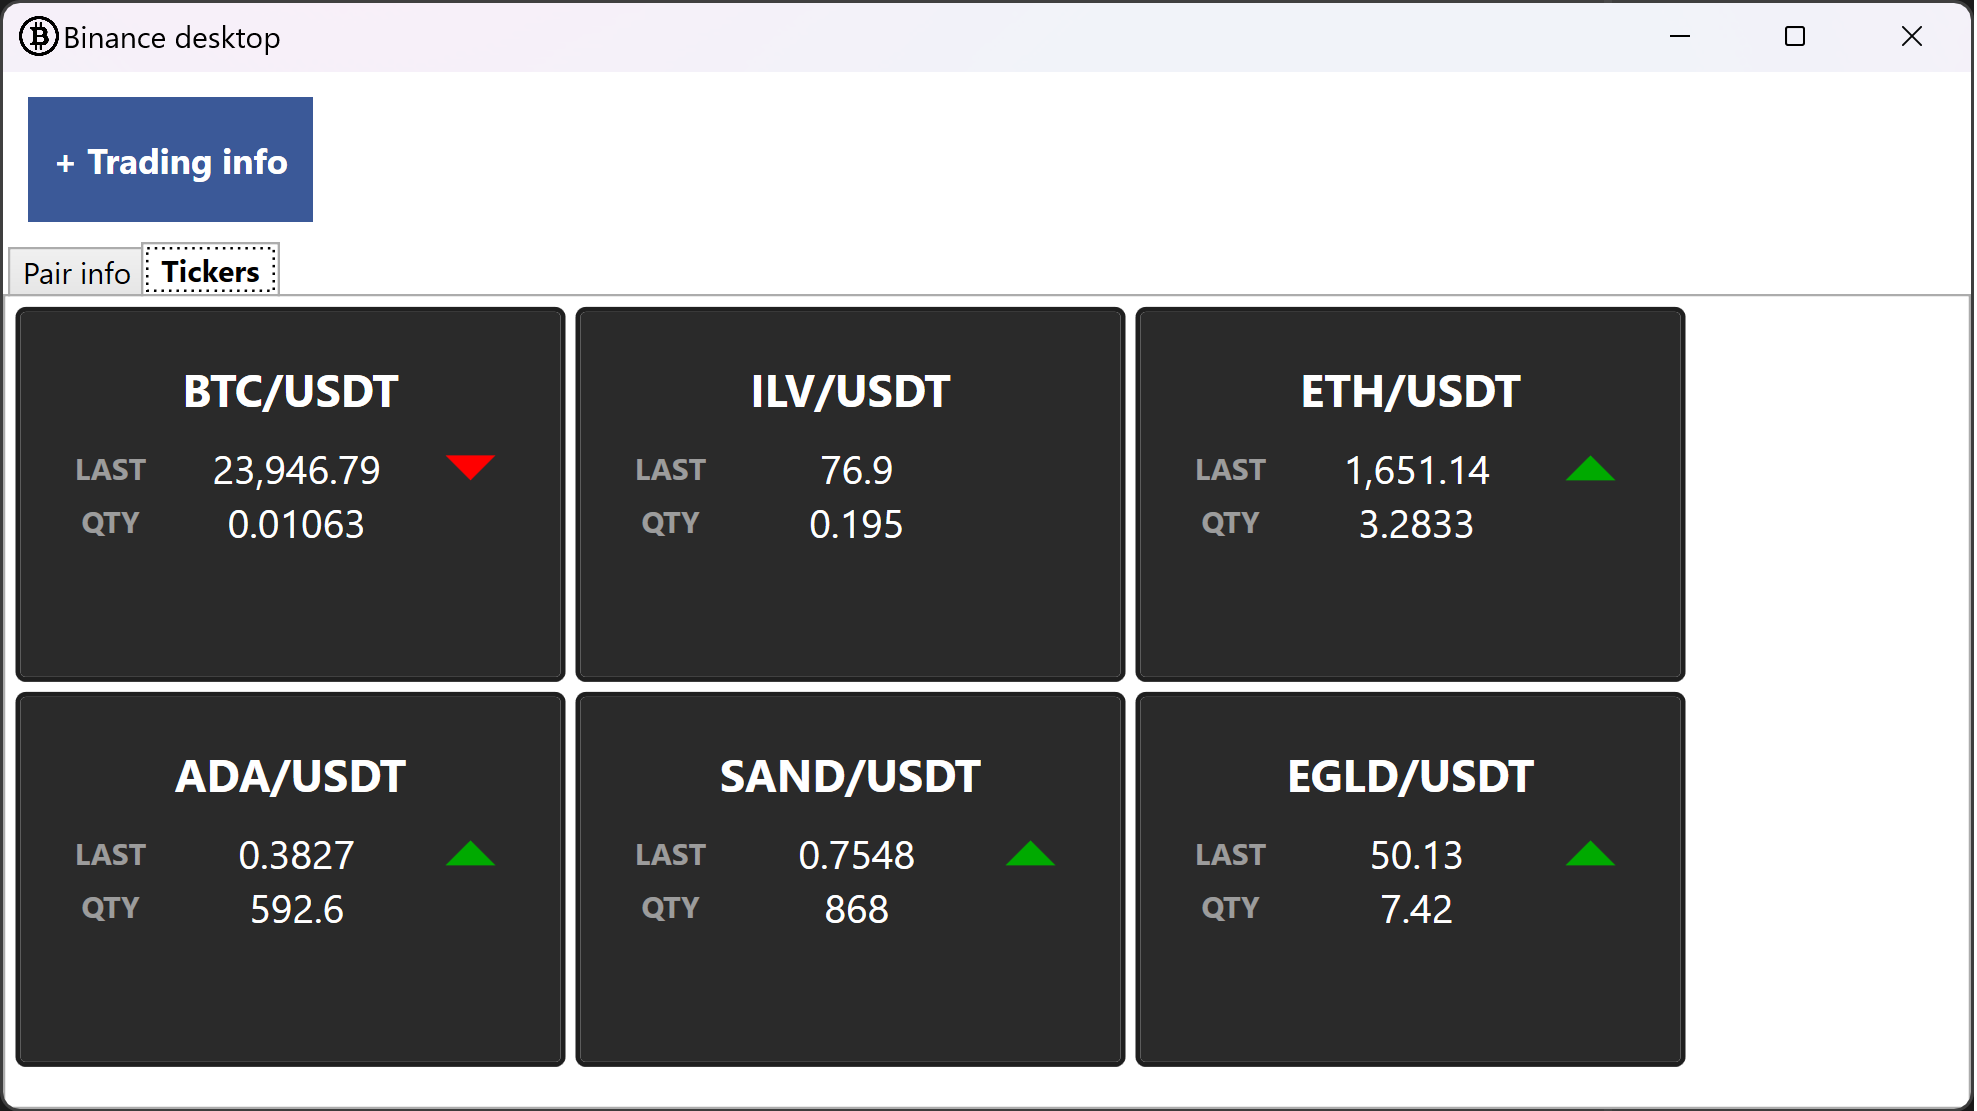 Binance desktop
+ Trading info
Pair info
Tickers
BTC/USDT
LAST 23,946.79
QTY 0.01063
ILV/USDT
LAST 76.9
QTY 0.195
ETH/USDT
LAST 1,651.14
QTY 3.2833
ADA/USDT
LAST 0.3827
QTY 592.6
SAND/USDT
LAST 0.7548
QTY 868
EGLD/USDT
LAST 50.13
QTY 7.42